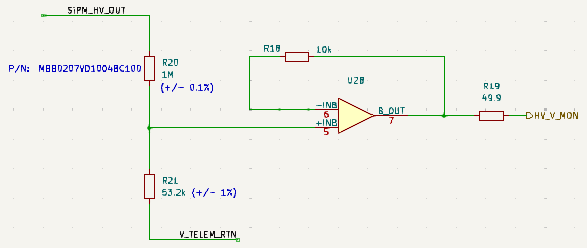 SiPM_HV_OUT
R18
10k
R20
1M
(+/- 0.1%)
P/N: MBB0207VD1004BC100
U2B
R19
49.9
-INB
6
B_OUT
7
HV_V_MON
+INB
5
R21
53.2k (+/- 1%)
V_TELEM_RTN